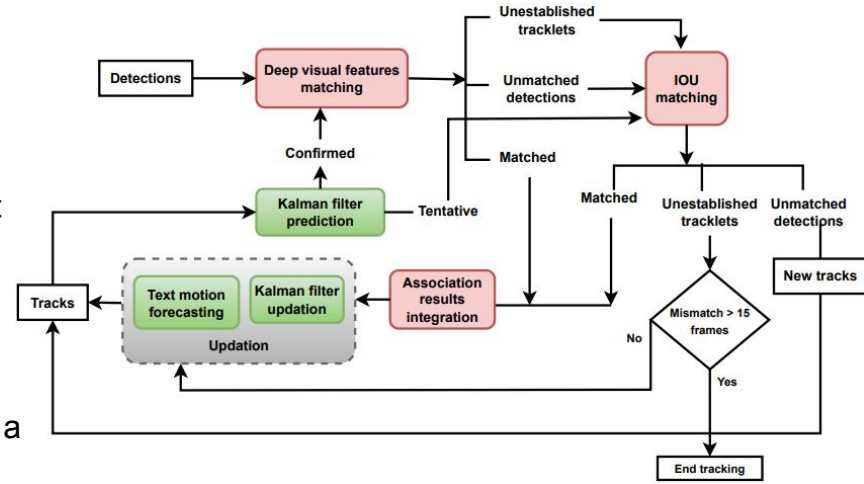 Unestablished
tracklets
Detections
Deep visual features
matching
Unmatched
detections
IOU
matching
Confirmed
Matched
Kalman filter
prediction
Tentative
Matched
Unestablished
tracklets
Unmatched
detections
t
Tracks
Text motion
forecasting
Kalman filter
updation
Updation
Association
results
integration
New tracks
Mismatch > 15
frames
No
Yes
a
End tracking